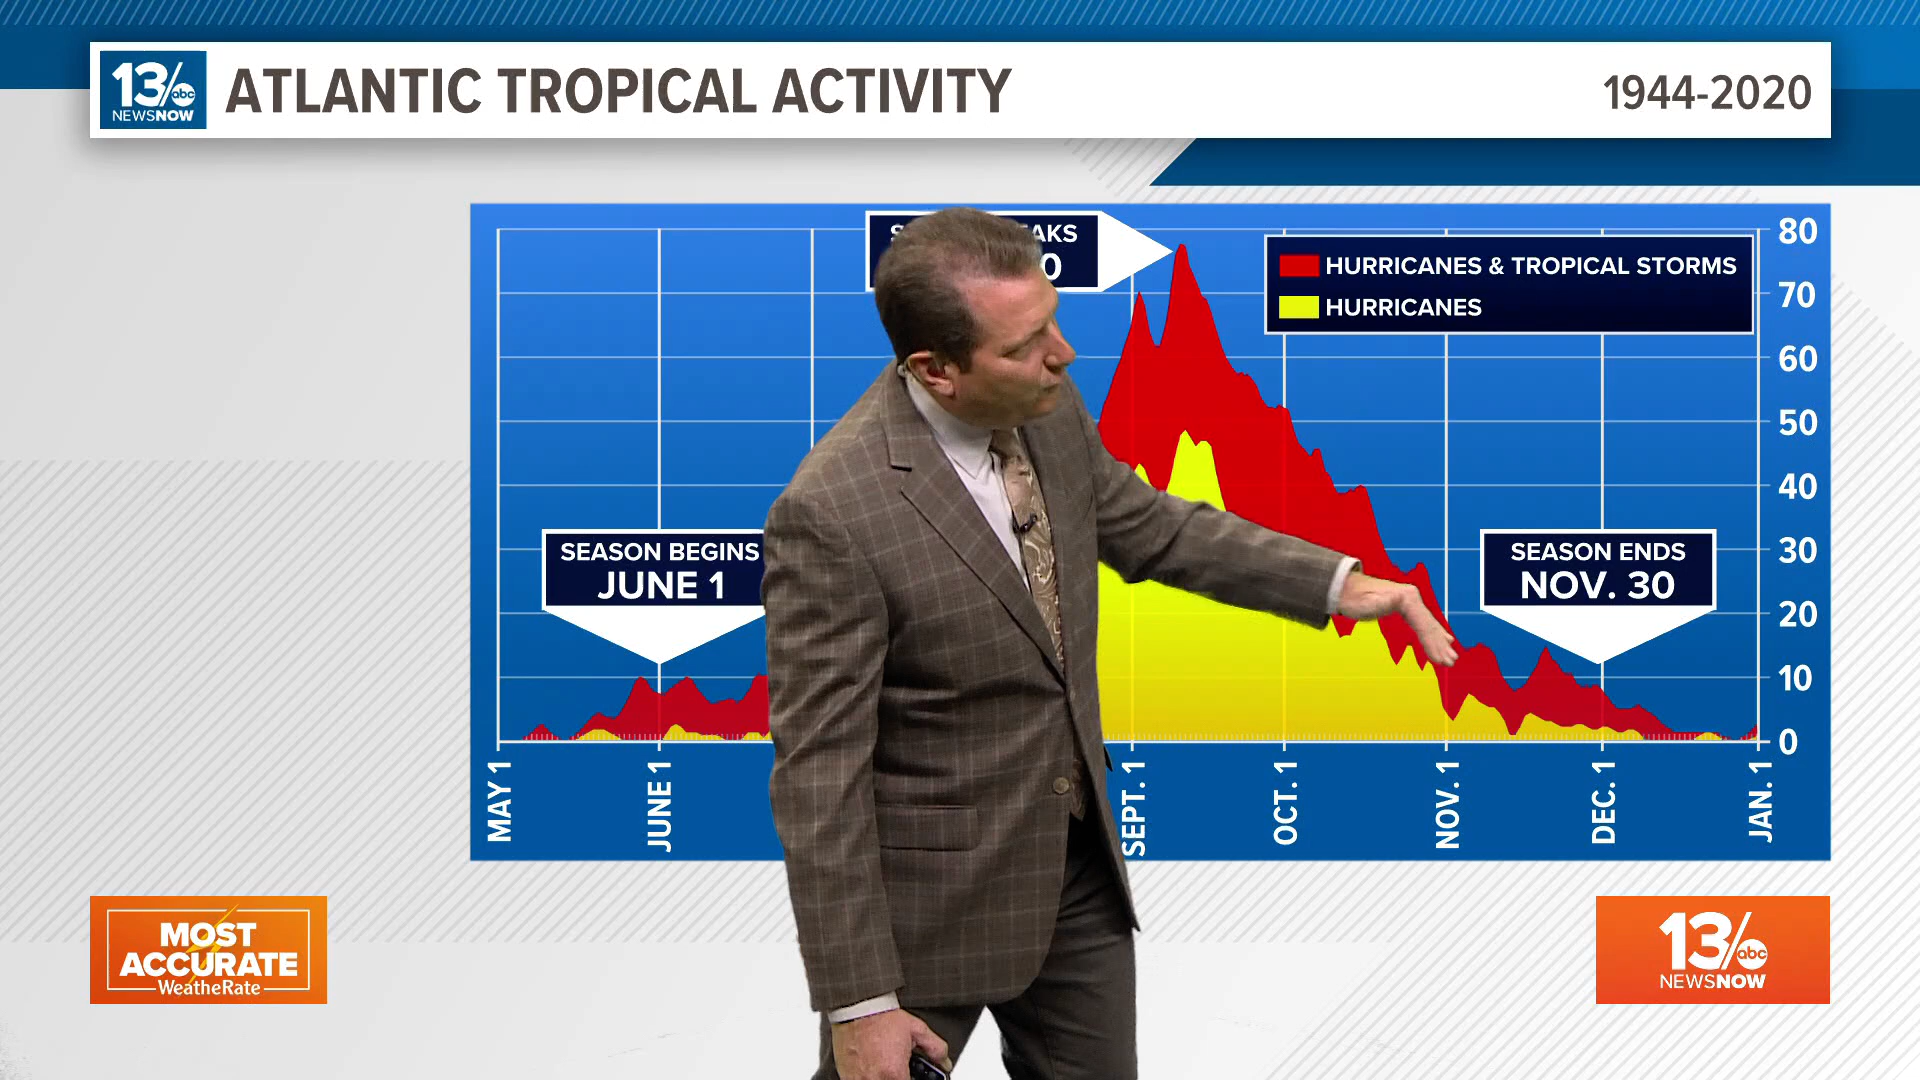 13 abc
NEWSNOW
ATLANTIC TROPICAL ACTIVITY
1944-2020
80
HURRICANES & TROPICAL STORMS
HURRICANES
70
60
50
40
30
20
10
0
SEASON BEGINS
JUNE 1
SEASON ENDS
NOV. 30
MAY 1
JUNE 1
SEPT. 1
OCT. 1
NOV. 1
DEC. 1
JAN. 1
MOST
ACCURATE
WeatheRate
13 abc
NEWSNOW